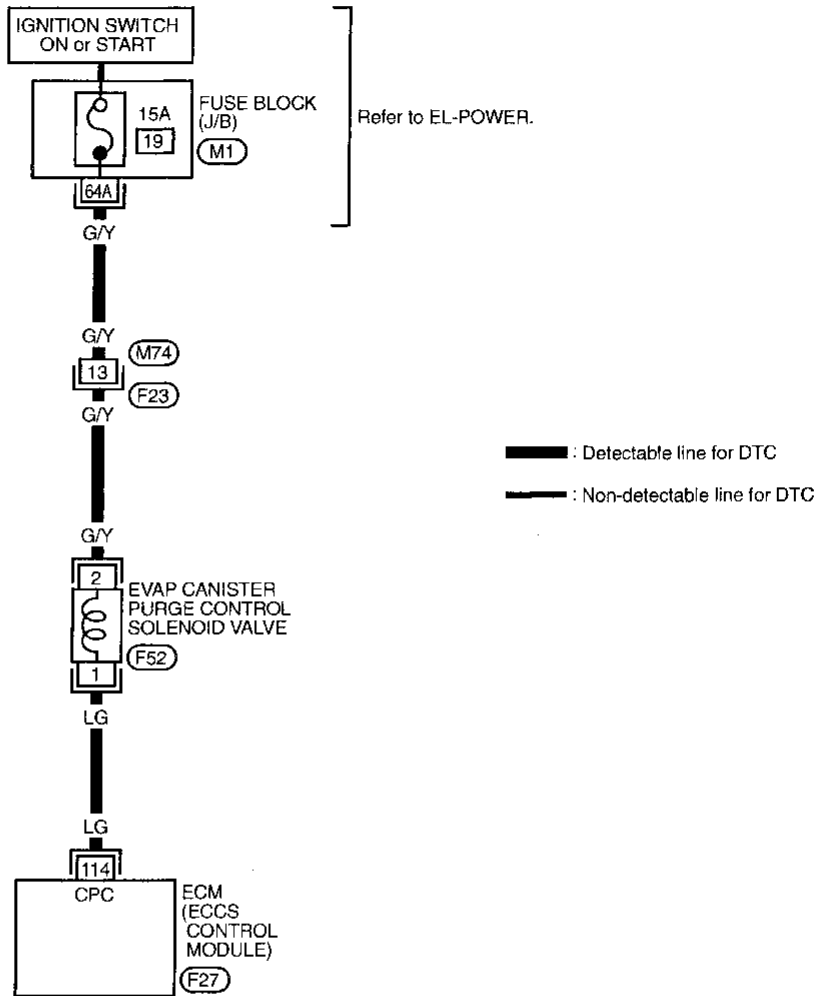 IGNITION SWITCH
ON or START
FUSE BLOCK
(J/B)
15A
19
M1
Refer to EL-POWER.
64A
G/Y
G/Y
M74
13
F23
G/Y
: Detectable line for DTC
: Non-detectable line for DTC
G/Y
2
EVAP CANISTER
PURGE CONTROL
SOLENOID VALVE
F52
1
LG
LG
114
CPC
ECM
(ECCS
CONTROL
MODULE)
F27